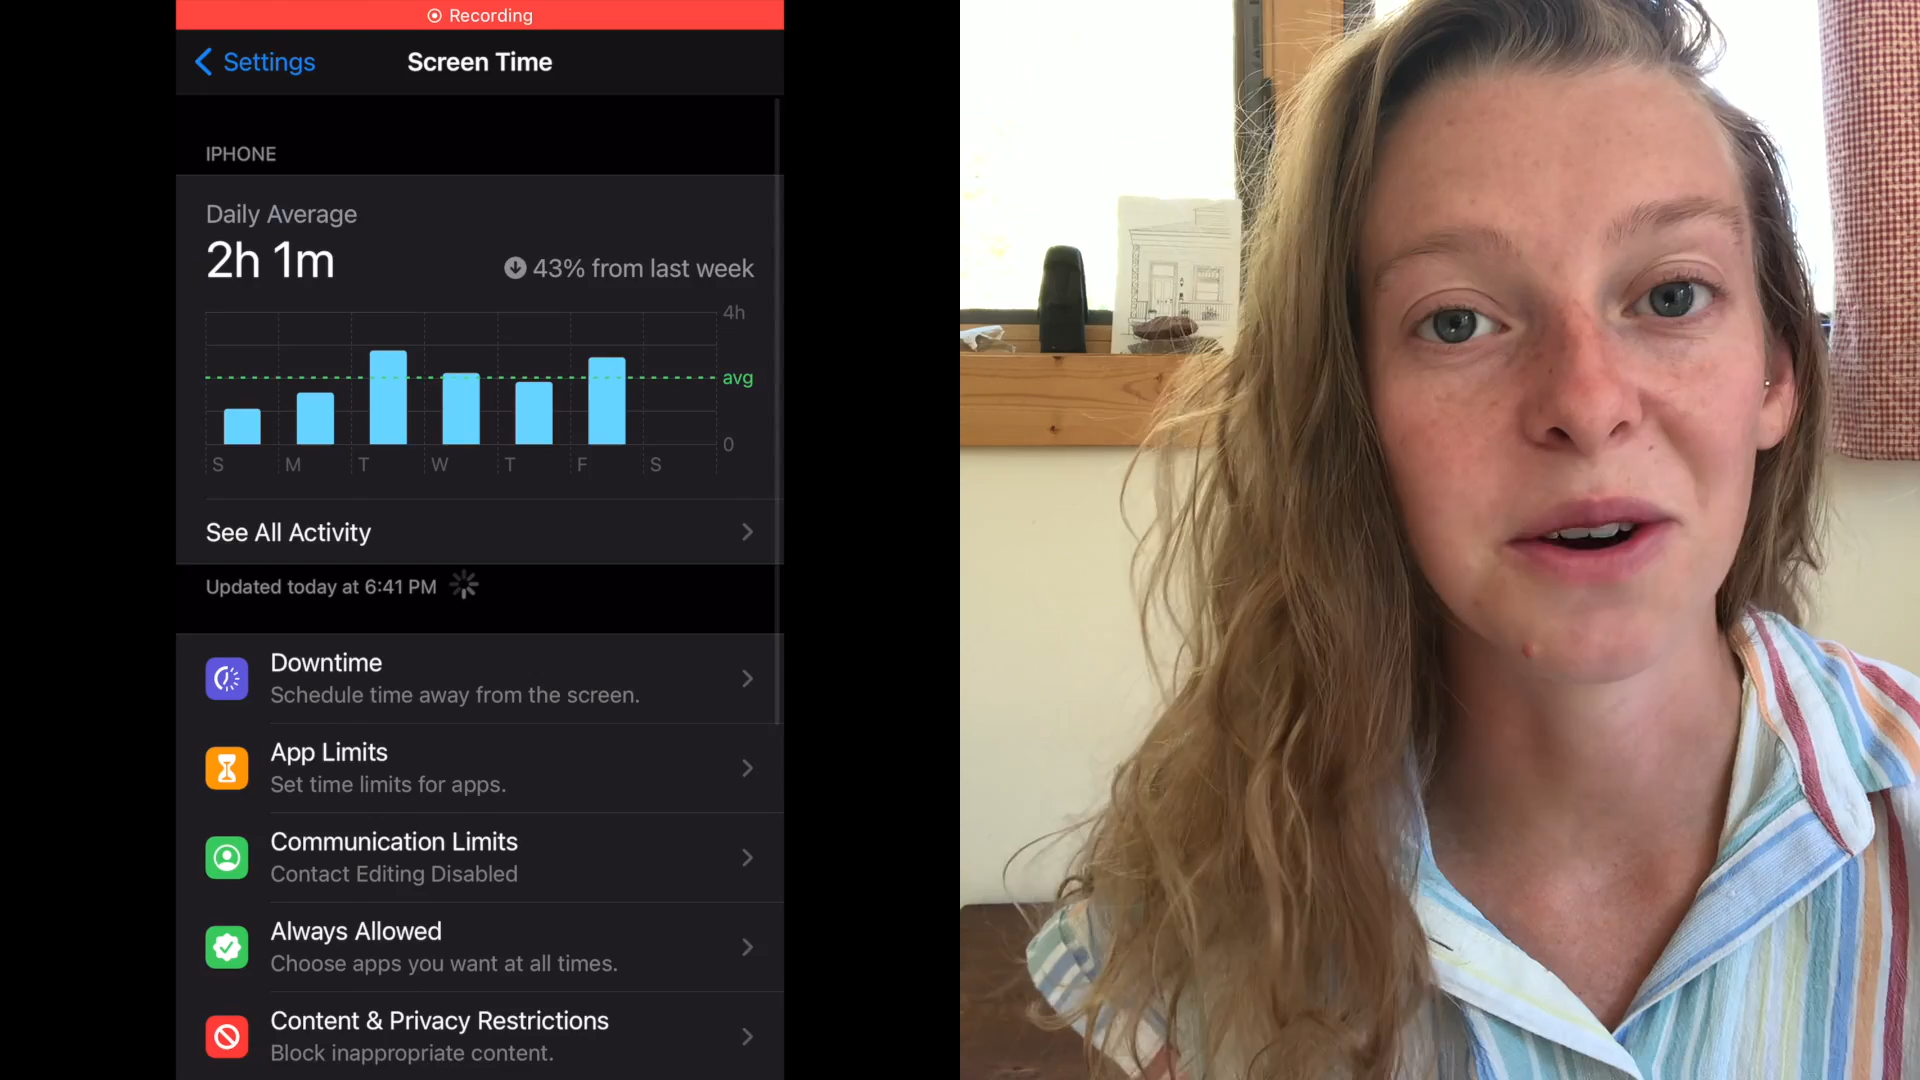 Recording
Settings
Screen Time
IPHONE
Daily Average
2h 1m
43% from last week
4h
avg
0
S M T W T F S
See All Activity
Updated today at 6:41 PM
Downtime
Schedule time away from the screen.
App Limits
Set time limits for apps.
Communication Limits
Contact Editing Disabled
Always Allowed
Choose apps you want at all times.
Content & Privacy Restrictions
Block inappropriate content.